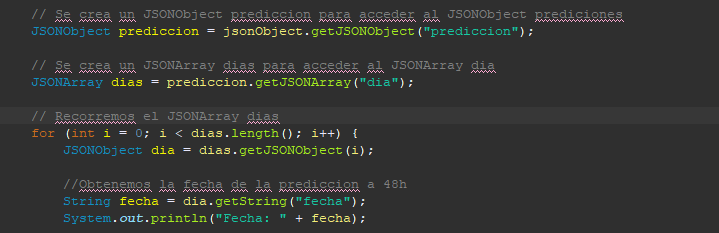 // Se crea un JSONObject prediccion para acceder al JSONObject prediciones
JSONObject prediccion = jsonObject.getJSONObject("prediccion");
// Se crea un JSONArray dias para acceder al JSONArray dia
JSONArray dias = prediccion.getJSONArray("dia");
// Recorremos el JSONArray dias
for (int i = 0; i < dias.length(); i++) {
JSONObject dia = dias.getJSONObject(i);
//Obtenemos la fecha de la prediccion a 48h
String fecha = dia.getString("fecha");
System.out.println("Fecha: " + fecha);